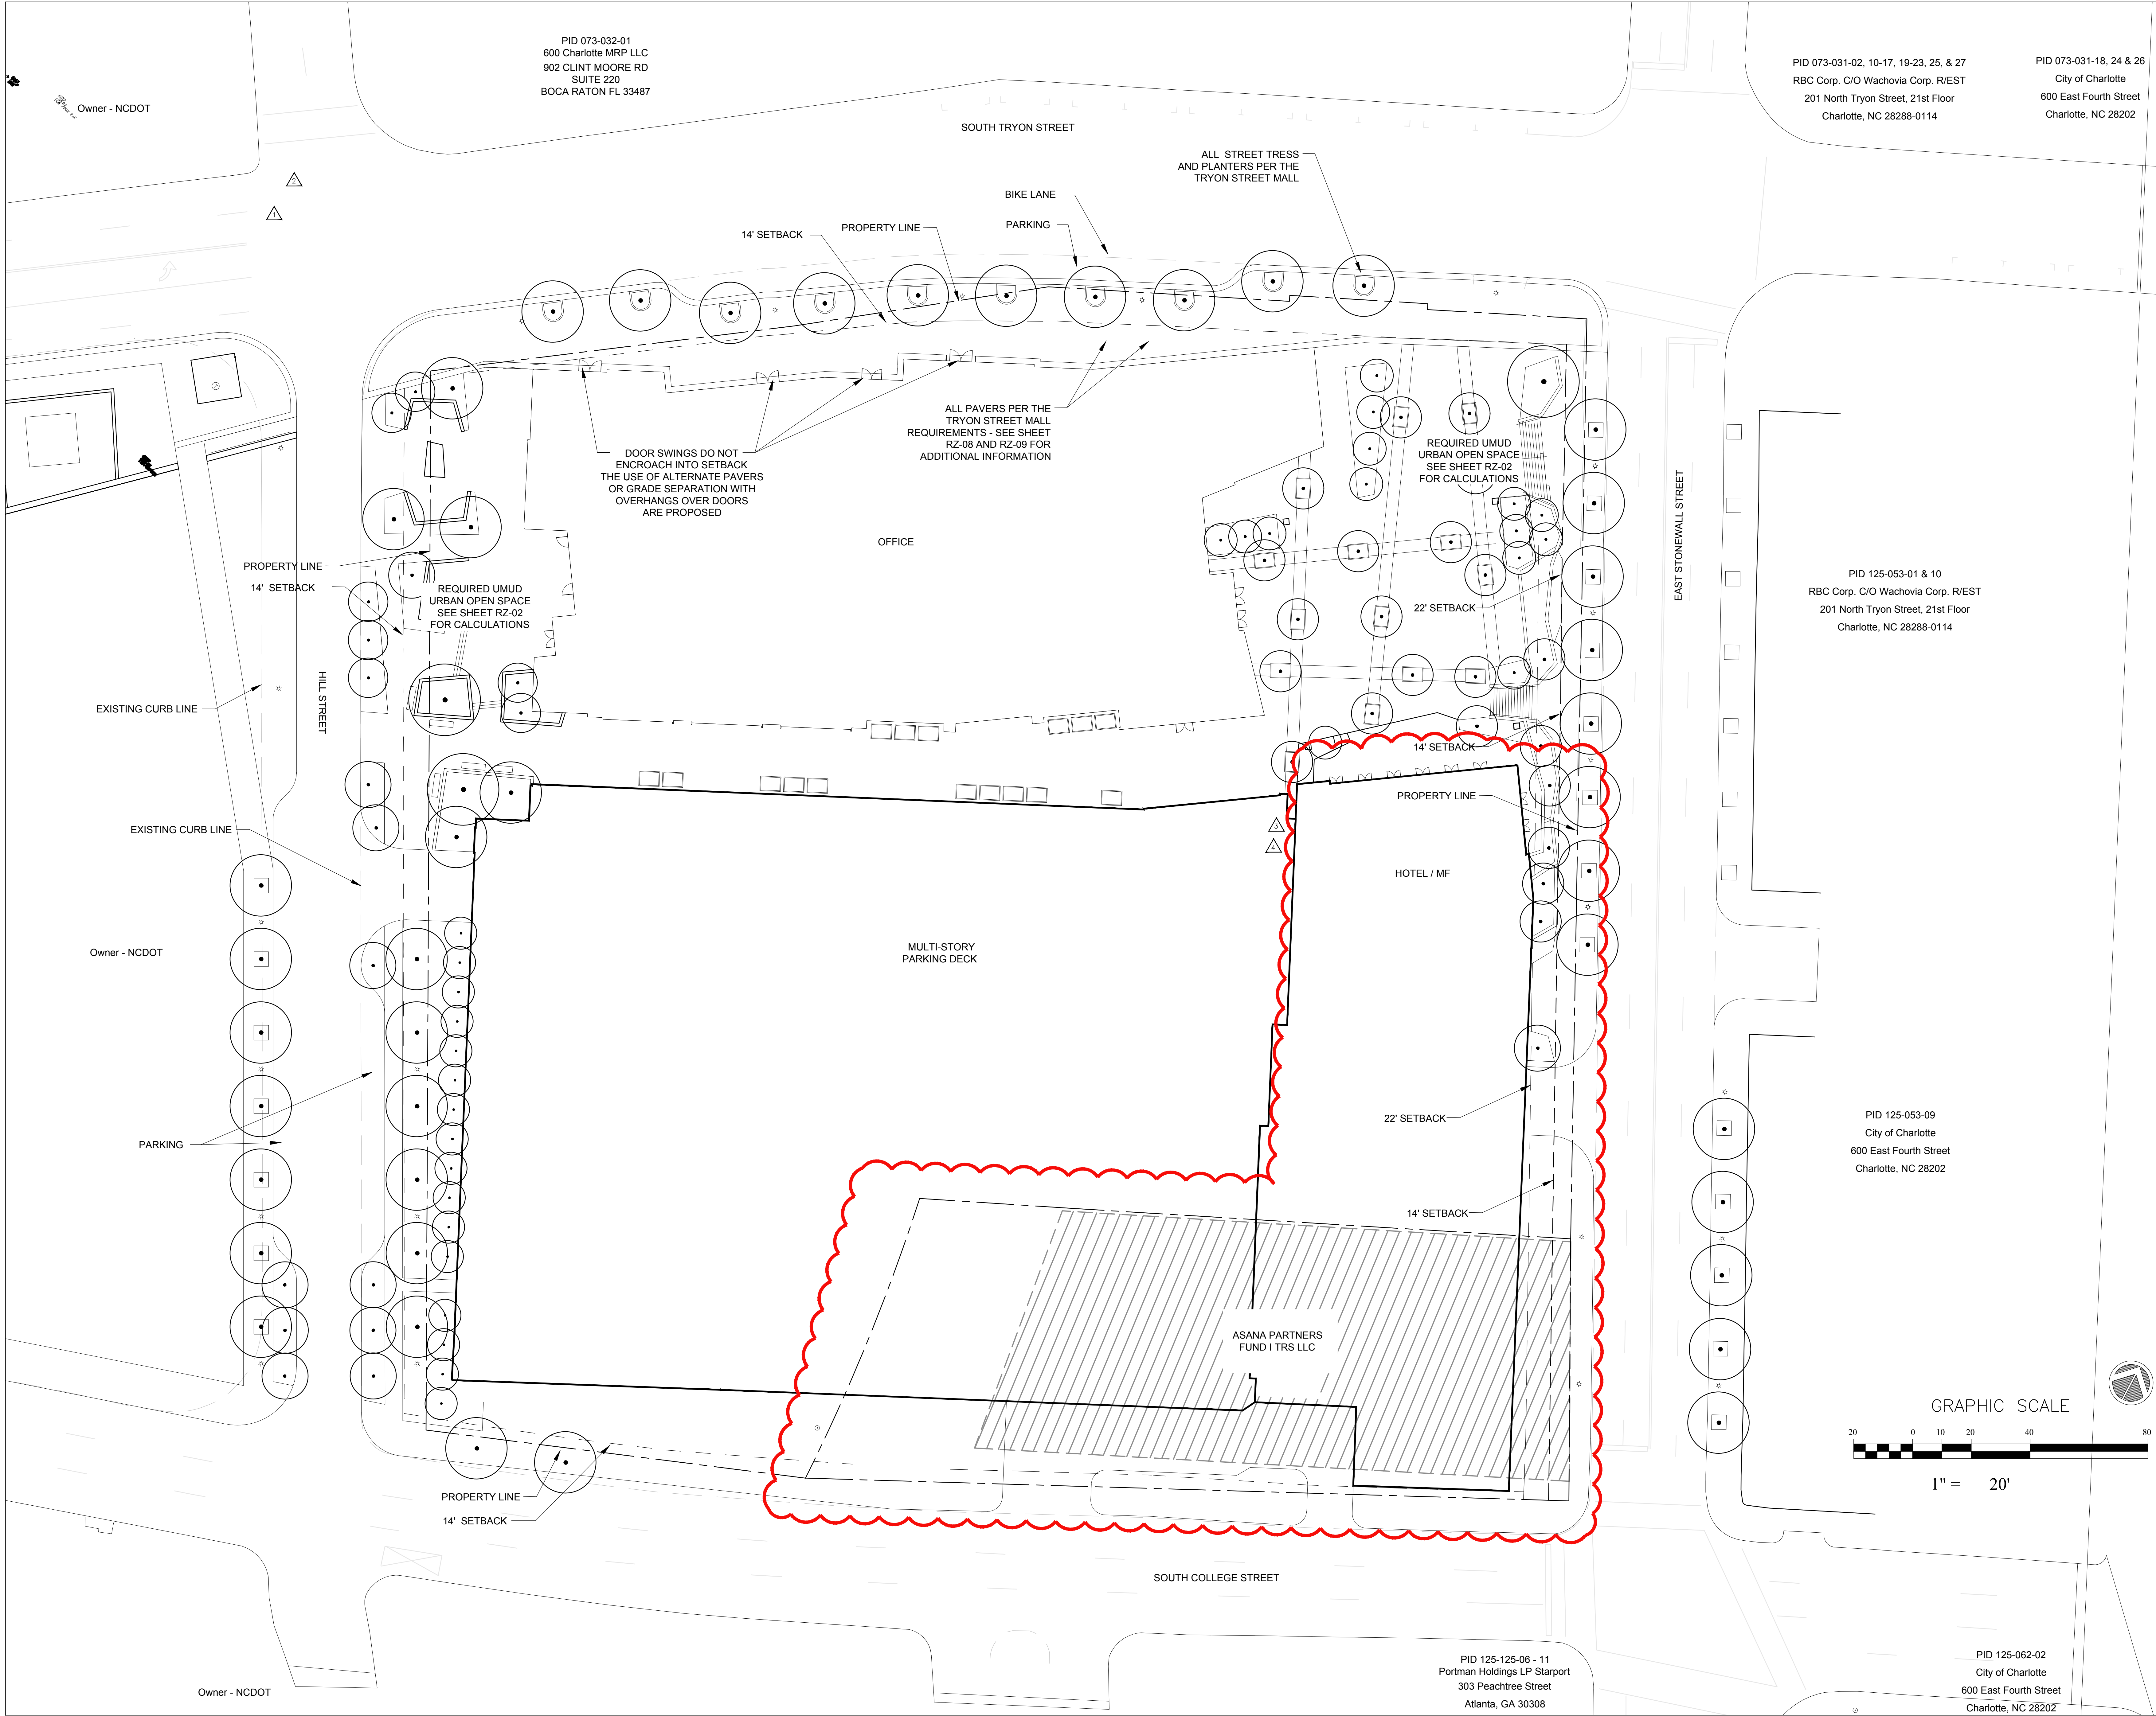 PID 073-032-01
600 Charlotte MRP LLC
902 CLINT MOORE RD
SUITE 220
BOCA RATON FL 33487
PID 073-031-02, 10-17, 19-23, 25, & 27
RBC Corp. C/O Wachovia Corp. R/EST
201 North Tryon Street, 21st Floor
Charlotte, NC 28288-0114
PID 073-031-18, 24 & 26
City of Charlotte
600 East Fourth Street
Charlotte, NC 28202
Owner - NCDOT
SOUTH TRYON STREET
ALL STREET TRESS
AND PLANTERS PER THE
TRYON STREET MALL
2
1
BIKE LANE
PARKING
PROPERTY LINE
14' SETBACK
ALL PAVERS PER THE
TRYON STREET MALL
REQUIREMENTS - SEE SHEET
RZ-08 AND RZ-09 FOR
ADDITIONAL INFORMATION
DOOR SWINGS DO NOT
ENCROACH INTO SETBACK
THE USE OF ALTERNATE PAVERS
OR GRADE SEPARATION WITH
OVERHANGS OVER DOORS
ARE PROPOSED
REQUIRED UMUD
URBAN OPEN SPACE
SEE SHEET RZ-02
FOR CALCULATIONS
EAST STONEWALL STREET
OFFICE
PROPERTY LINE
14' SETBACK
REQUIRED UMUD
URBAN OPEN SPACE
SEE SHEET RZ-02
FOR CALCULATIONS
22' SETBACK
PID 125-053-01 & 10
RBC Corp. C/O Wachovia Corp. R/EST
201 North Tryon Street, 21st Floor
Charlotte, NC 28288-0114
HILL STREET
EXISTING CURB LINE
14' SETBACK
PROPERTY LINE
EXISTING CURB LINE
3
4
HOTEL / MF
Owner - NCDOT
MULTI-STORY
PARKING DECK
22' SETBACK
PID 125-053-09
City of Charlotte
600 East Fourth Street
Charlotte, NC 28202
PARKING
14' SETBACK
ASANA PARTNERS
FUND I TRS LLC
GRAPHIC SCALE
20 0 10 20 40 80
1" = 20'
PROPERTY LINE
14' SETBACK
SOUTH COLLEGE STREET
Owner - NCDOT
PID 125-125-06 - 11
Portman Holdings LP Starport
303 Peachtree Street
Atlanta, GA 30308
PID 125-062-02
City of Charlotte
600 East Fourth Street
Charlotte, NC 28202